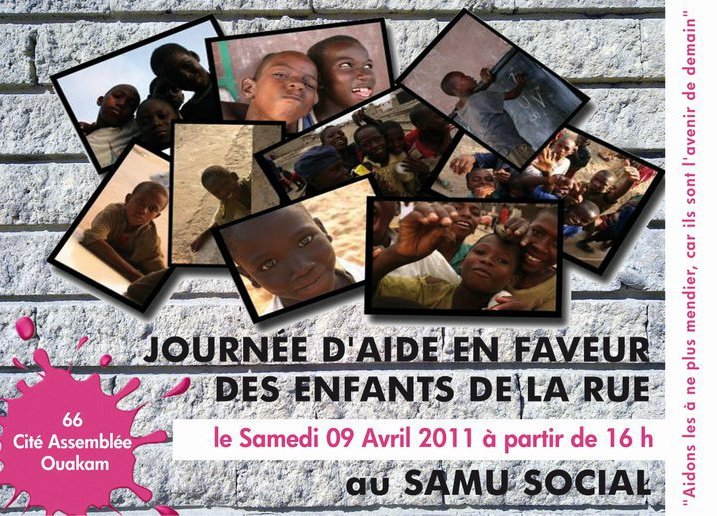 JOURNÉE D'AIDE EN FAVEUR
DES ENFANTS DE LA RUE
le Samedi 09 Avril 2011 à partir de 16 h
au SAMU SOCIAL
66
Cité Assemblée
Ouakam
"Aidons les à ne plus mendier, car ils sont l'avenir de demain"